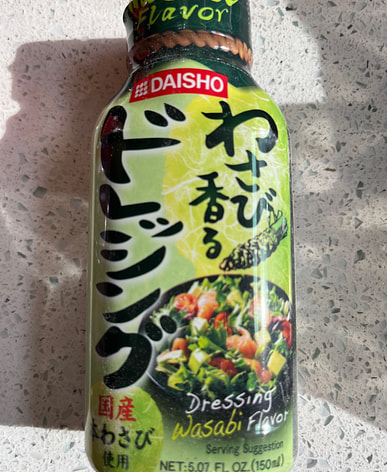 Flavor
DAISHO
わさび香る
ドレッシング
国産
本わさび
使用
Dressing
Wasabi Flavor
Serving Suggestion
NET:5.07 FL.OZ.(150ml)